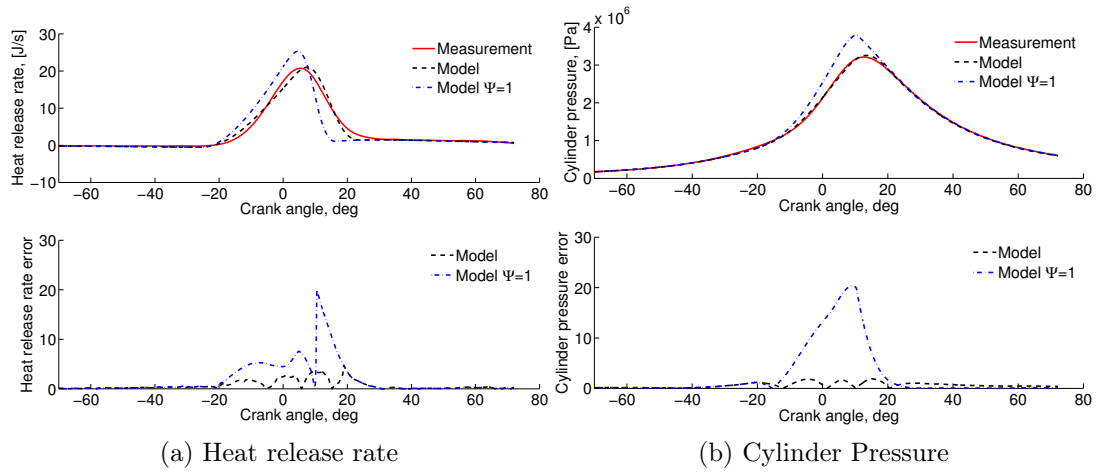 Heat release rate, [J/s]
30
20
10
0
−10
−60 −40 −20 0 20 40 60 80
Crank angle, deg
Measurement
Model
Model Ψ=1
Cylinder pressure, [Pa]
x 10^6
4
3
2
1
0
−60 −40 −20 0 20 40 60 80
Crank angle, deg
Measurement
Model
Model Ψ=1
Heat release rate error
30
20
10
0
−60 −40 −20 0 20 40 60 80
Crank angle, deg
Model
Model Ψ=1
Cylinder pressure error
30
20
10
0
−60 −40 −20 0 20 40 60 80
Crank angle, deg
Model
Model Ψ=1
(a) Heat release rate
(b) Cylinder Pressure